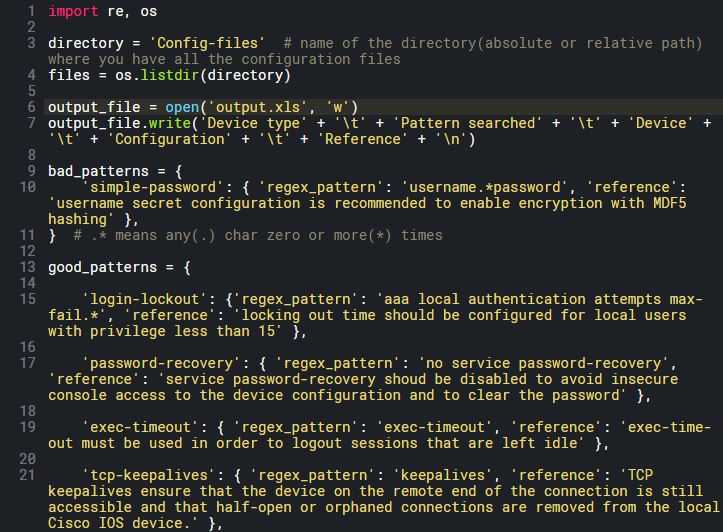 1 import re, os
2
3 directory = 'Config-files'  # name of the directory(absolute or relative path)
where you have all the configuration files
4 files = os.listdir(directory)
5
6 output_file = open('output.xls', 'w')
7 output_file.write('Device type' + '\t' + 'Pattern searched' + '\t' + 'Device' +
'\t' + 'Configuration' + '\t' + 'Reference' + '\n')
8
9 bad_patterns = {
10     'simple-password': { 'regex_pattern': 'username.*password', 'reference':
'username secret configuration is recommended to enable encryption with MDF5
hashing' },
11 }  # .* means any(.) char zero or more(*) times
12
13 good_patterns = {
14
15     'login-lockout': {'regex_pattern': 'aaa local authentication attempts max-
fail.*', 'reference': 'locking out time should be configured for local users
with privilege less than 15' },
16
17     'password-recovery': { 'regex_pattern': 'no service password-recovery',
'reference': 'service password-recovery shoud be disabled to avoid insecure
console access to the device configuration and to clear the password' },
18
19     'exec-timeout': { 'regex_pattern': 'exec-timeout', 'reference': 'exec-time-
out must be used in order to logout sessions that are left idle' },
20
21     'tcp-keepalives': { 'regex_pattern': 'keepalives', 'reference': 'TCP
keepalives ensure that the device on the remote end of the connection is still
accessible and that half-open or orphaned connections are removed from the local
Cisco IOS device.' },